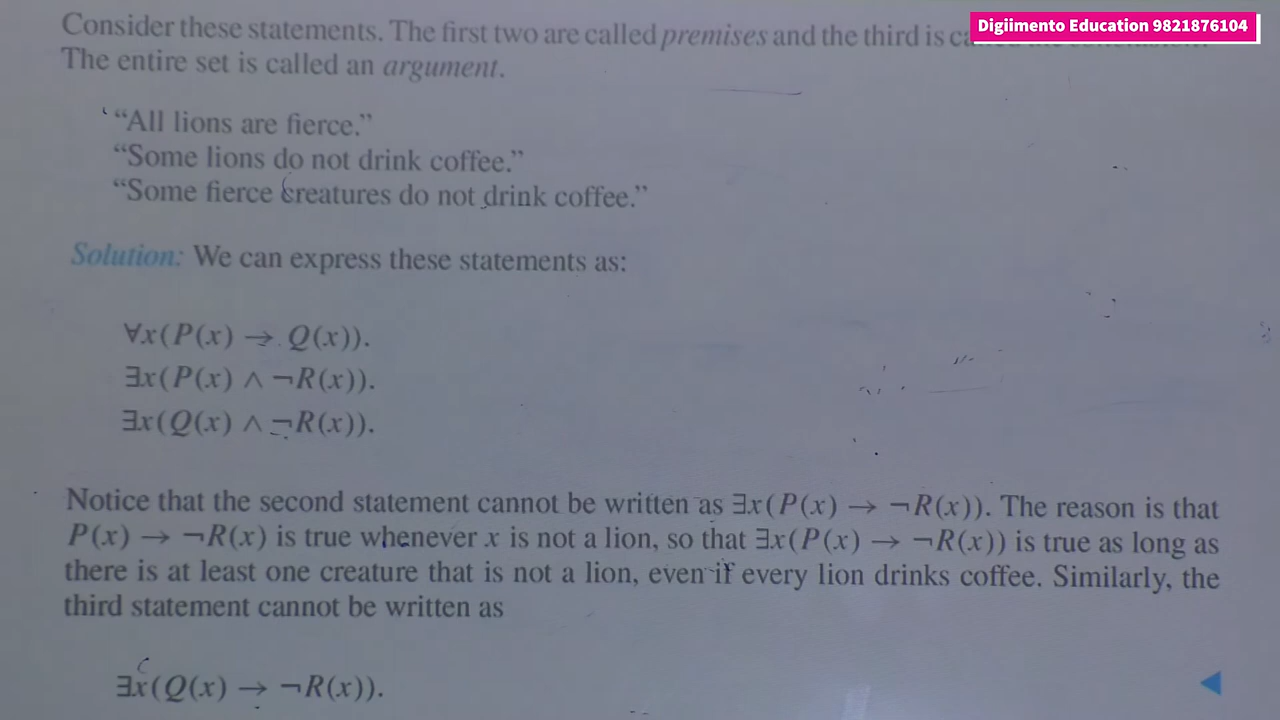 Digiimento Education 9821876104
Consider these statements. The first two are called premises and the third is
The entire set is called an argument.
“All lions are fierce.”
“Some lions do not drink coffee.”
“Some fierce creatures do not drink coffee.”
Solution: We can express these statements as:
∀x(P(x) → Q(x)).
∃x(P(x) ∧ ¬R(x)).
∃x(Q(x) ∧ ¬R(x)).
Notice that the second statement cannot be written as ∃x(P(x) → ¬R(x)). The reason is that
P(x) → ¬R(x) is true whenever x is not a lion, so that ∃x(P(x) → ¬R(x)) is true as long as
there is at least one creature that is not a lion, even if every lion drinks coffee. Similarly, the
third statement cannot be written as
∃x(Q(x) → ¬R(x)).